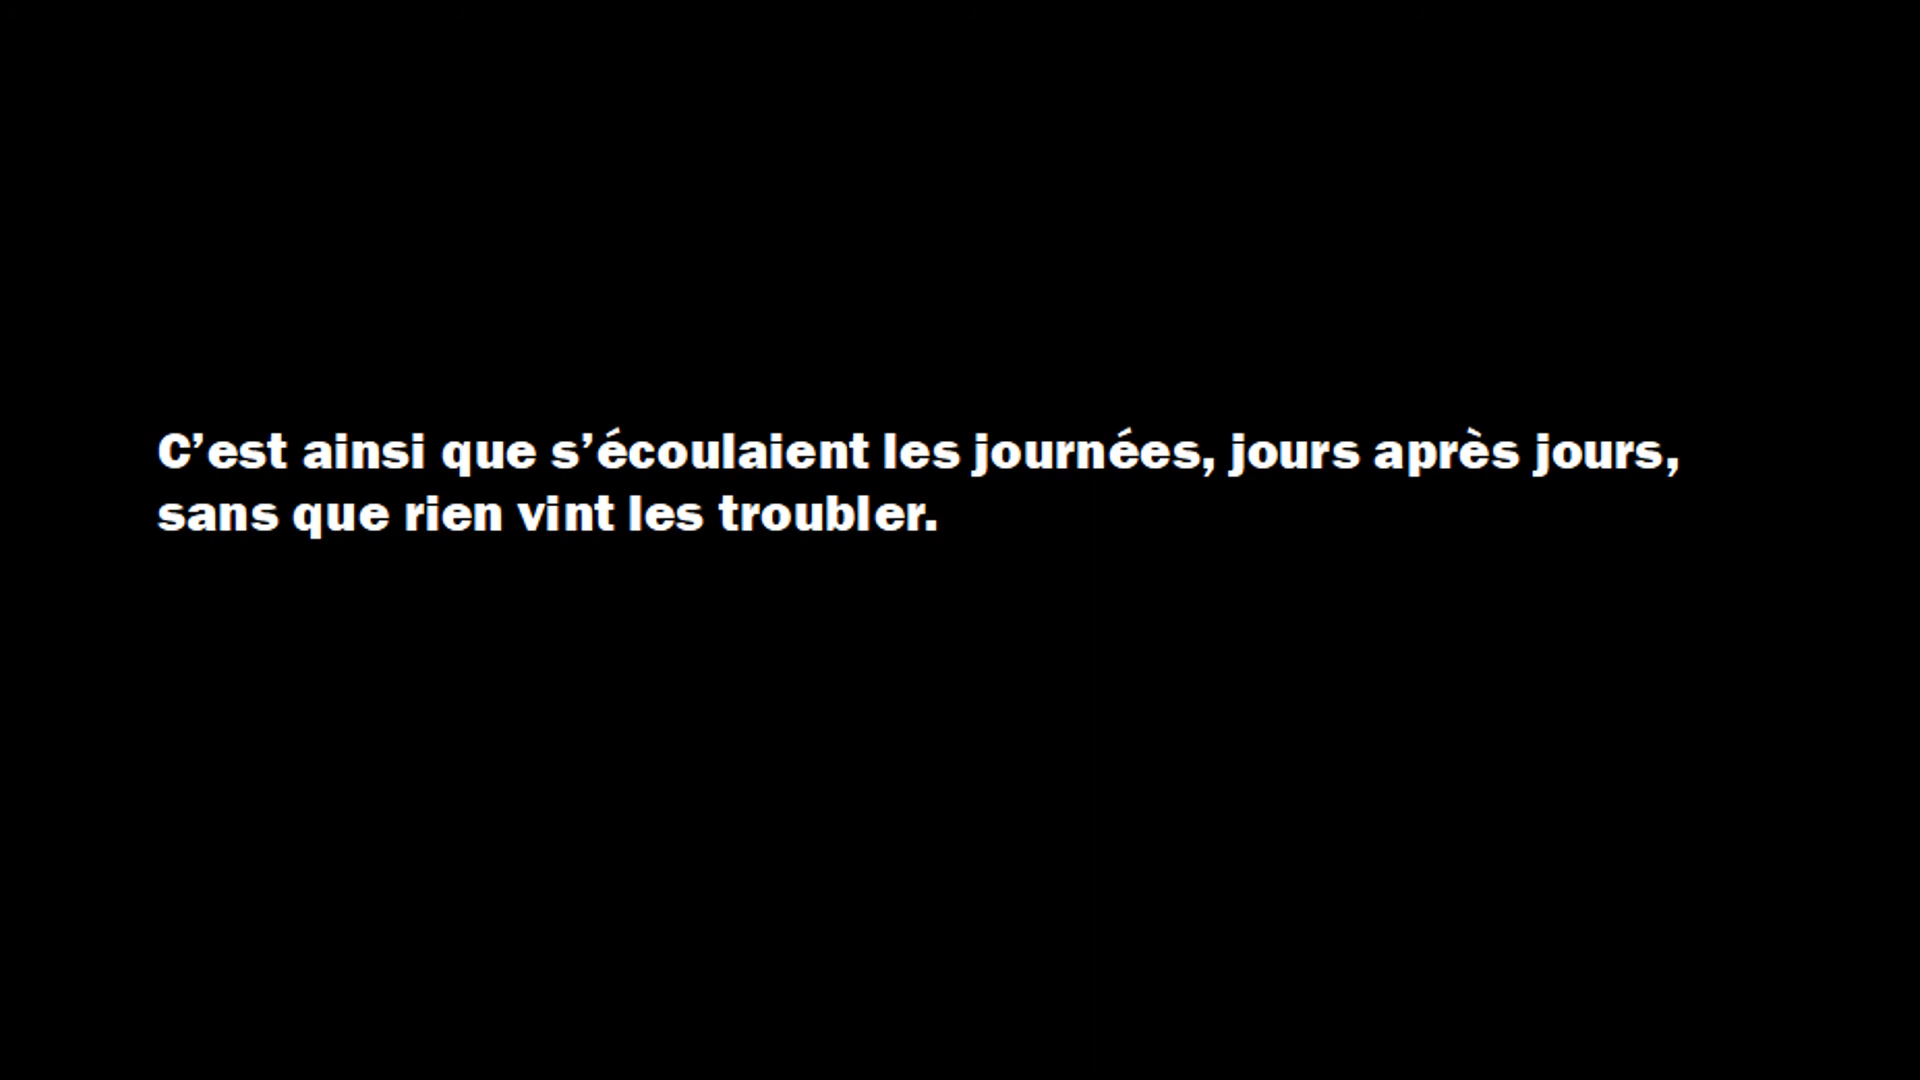 C’est ainsi que s’écoulaient les journées, jours après jours,
sans que rien vint les troubler.